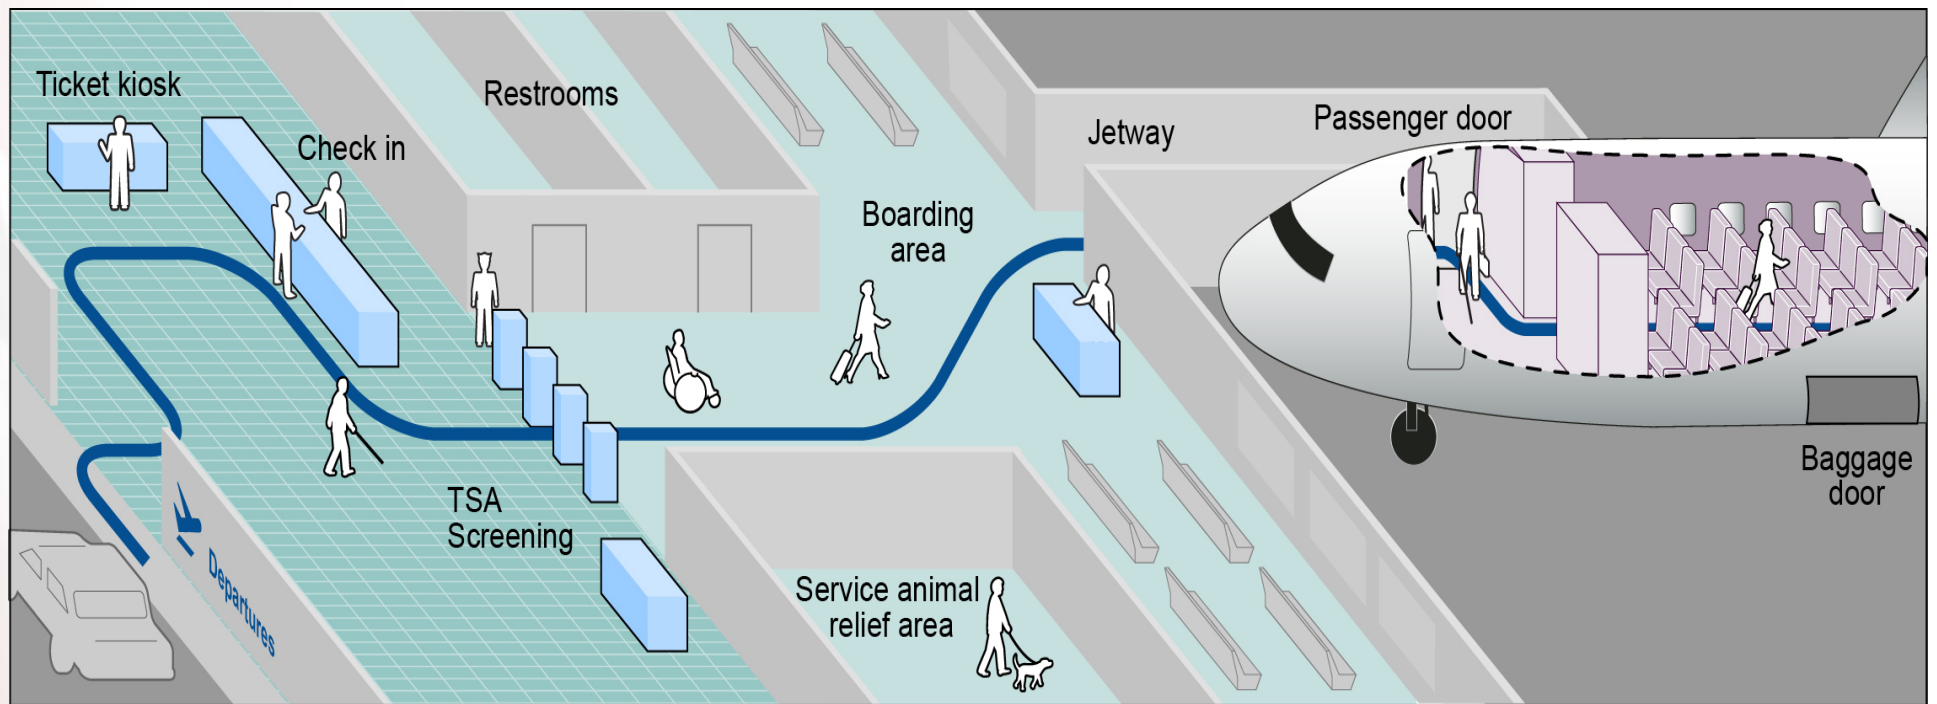 Ticket kiosk
Check in
Restrooms
Jetway
Passenger door
Boarding
area
Baggage
door
TSA
Screening
Departures
Service animal
relief area